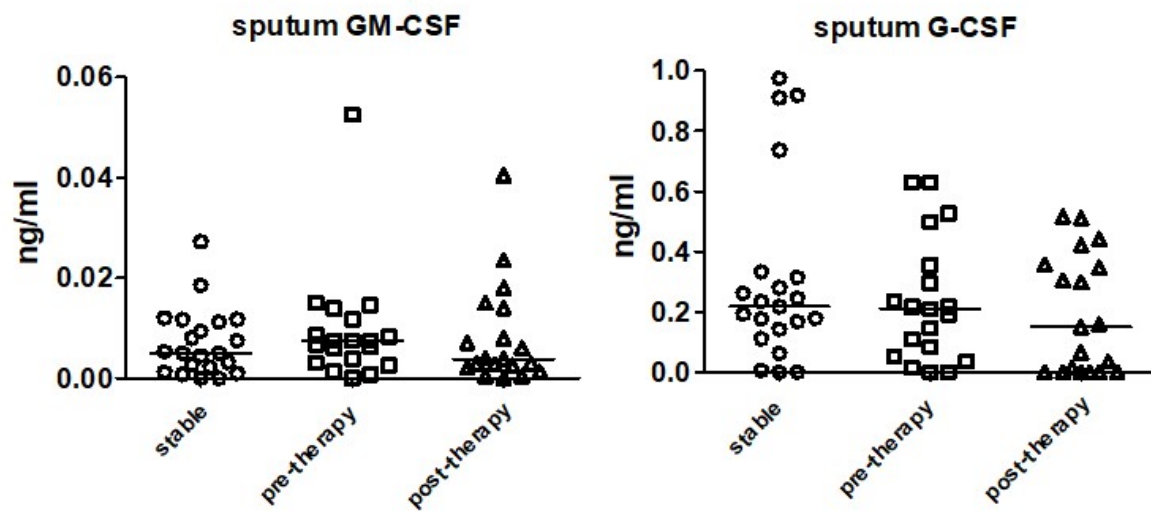 sputum GM-CSF
ng/ml
0.06
0.04
0.02
0.00
stable
pre-therapy
post-therapy
sputum G-CSF
ng/ml
1.0
0.8
0.6
0.4
0.2
0.0
stable
pre-therapy
post-therapy